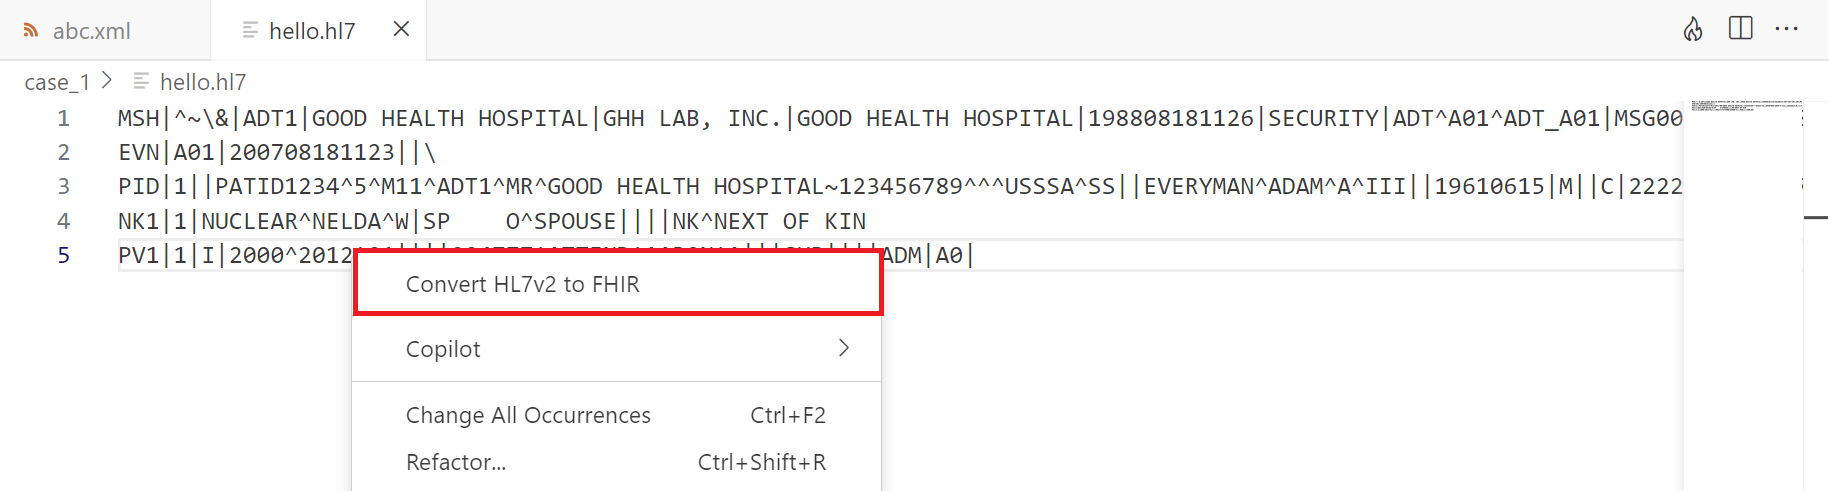 abc.xml hello.hl7
case_1 > hello.hl7
1 MSH|^~\&|ADT1|GOOD HEALTH HOSPITAL|GHH LAB, INC.|GOOD HEALTH HOSPITAL|198808181126|SECURITY|ADT^A01^ADT_A01|MSG00
2 EVN|A01|200708181123||\
3 PID|1||PATID1234^5^M11^ADT1^MR^GOOD HEALTH HOSPITAL~123456789^^^USSSA^SS||EVERYMAN^ADAM^A^III||19610615|M||C|2222
4 NK1|1|NUCLEAR^NELDA^W|SP    O^SPOUSE||||NK^NEXT OF KIN
5 PV1|1|I|2000^2012 ADM|A0|
Convert HL7v2 to FHIR
Copilot >
Change All Occurrences Ctrl+F2
Refactor... Ctrl+Shift+R